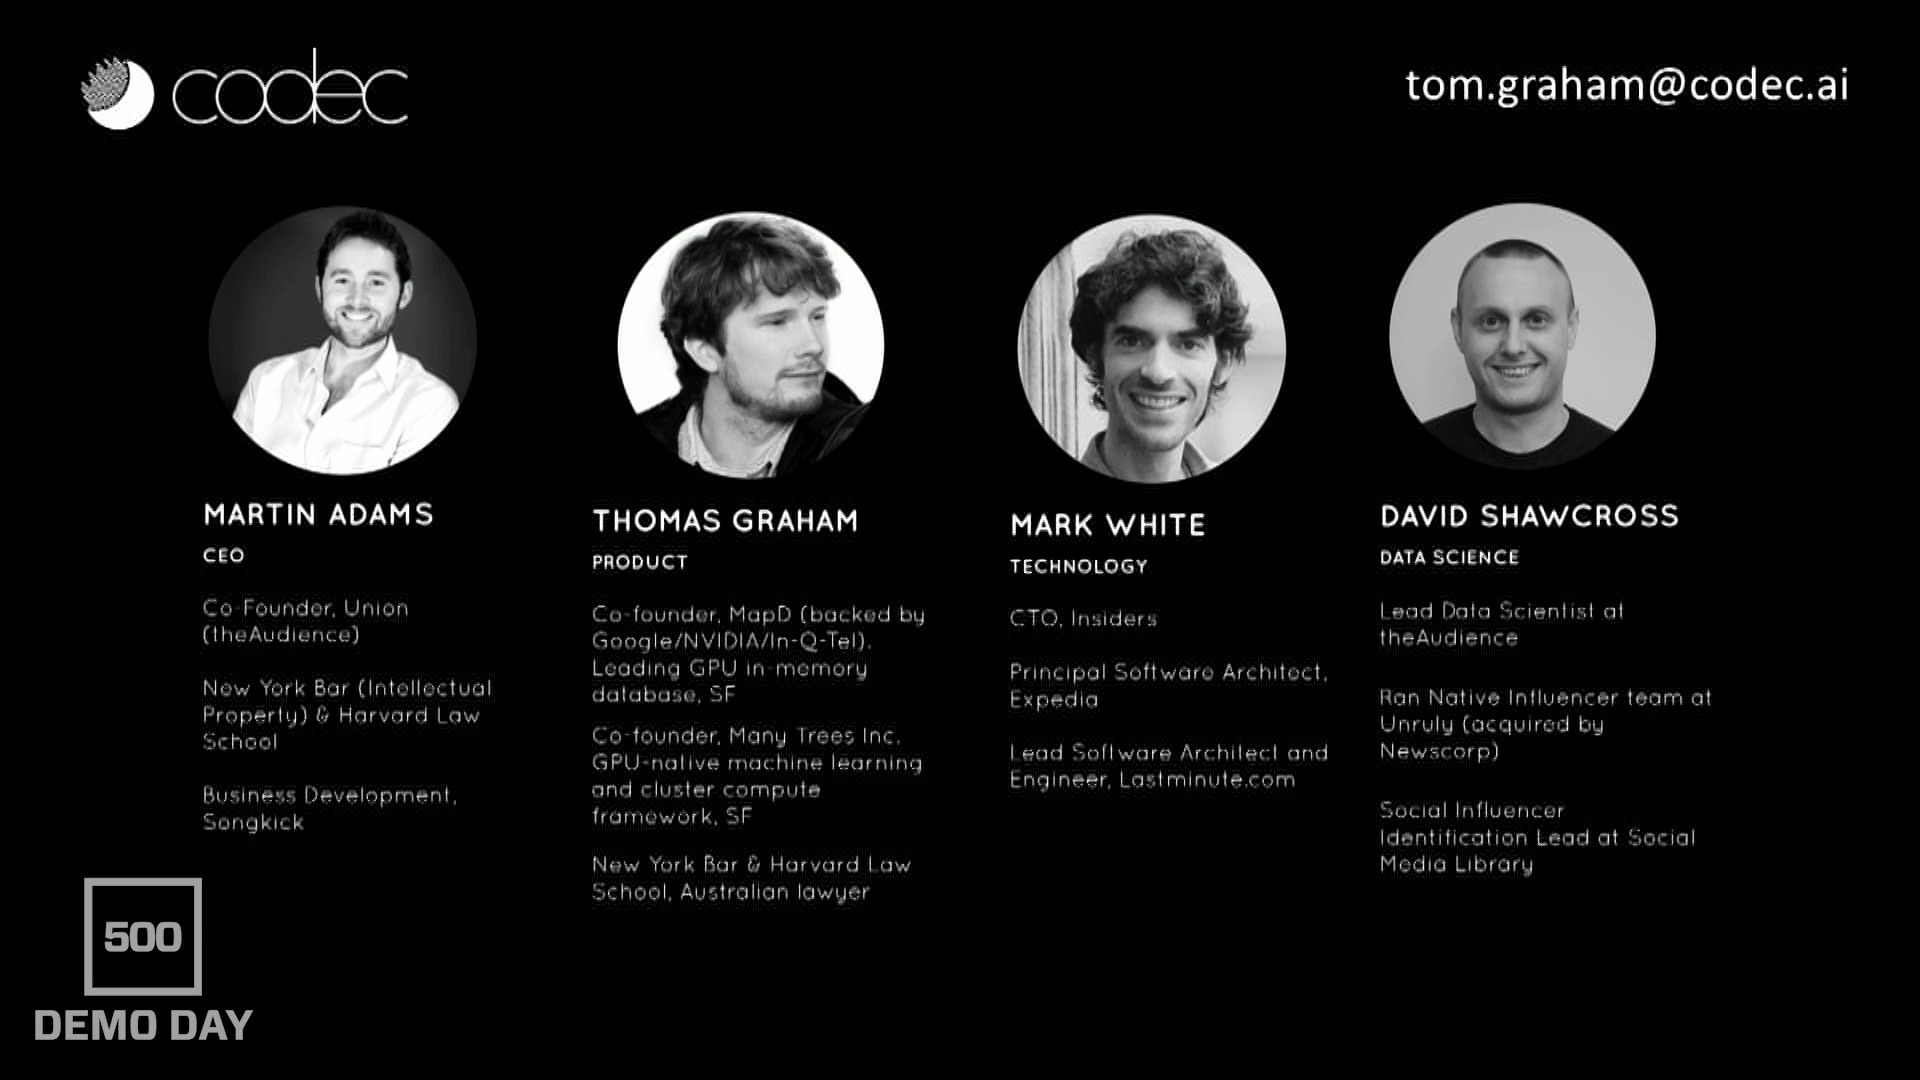 codec
tom.graham@codec.ai
MARTIN ADAMS
CEO
Co-Founder, Union
(theAudience)
New York Bar (Intellectual
Property) & Harvard Law
School
Business Development,
Songkick
THOMAS GRAHAM
PRODUCT
Co-founder, MapD (backed by
Google/NVIDIA/In-Q-Tel).
Leading GPU in-memory
database, SF
Co-founder, Many Trees Inc.
GPU-native machine learning
and cluster compute
framework, SF
New York Bar & Harvard Law
School, Australian lawyer
MARK WHITE
TECHNOLOGY
CTO, Insiders
Principal Software Architect,
Expedia
Lead Software Architect and
Engineer, Lastminute.com
DAVID SHAWCROSS
DATA SCIENCE
Lead Data Scientist at
theAudience
Ran Native Influencer team at
Unruly (acquired by
Newscorp)
Social Influencer
Identification Lead at Social
Media Library
500
DEMO DAY